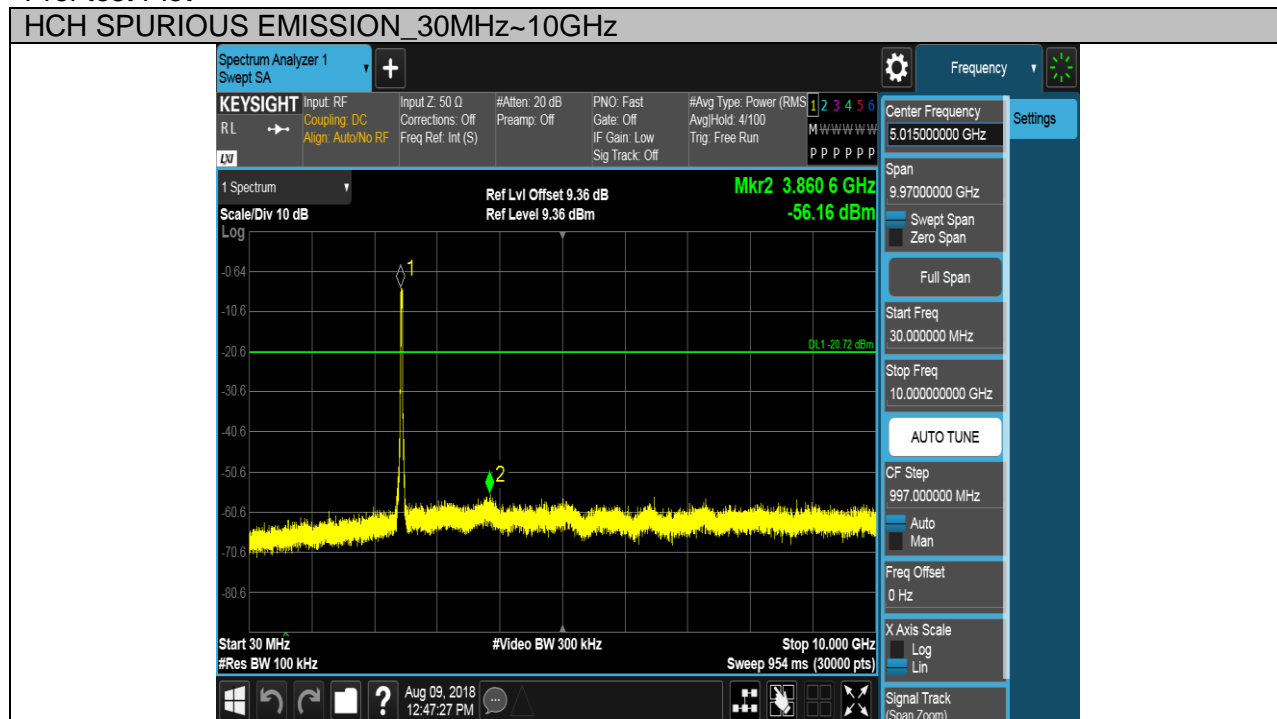 HCH SPURIOUS EMISSION_30MHz~10GHz
Spectrum Analyzer 1
Swept SA
Frequency
KEYSIGHT
RL
LXI
Input: RF
Coupling: DC
Align: Auto/No RF
Input Z: 50 Ω
Corrections: Off
Freq Ref: Int (S)
#Atten: 20 dB
Preamp: Off
PNO: Fast
Gate: Off
IF Gain: Low
Sig Track: Off
#Avg Type: Power (RMS
Avg|Hold: 4/100
Trig: Free Run
1 2 3 4 5 6
M W W W W W
P P P P P P
1 Spectrum
Scale/Div 10 dB
Ref Lvl Offset 9.36 dB
Ref Level 9.36 dBm
Mkr2 3.860 6 GHz
-56.16 dBm
Log
-0.64
-10.6
-20.6
-30.6
-40.6
-50.6
-60.6
-70.6
-80.6
1
2
DL1 -20.72 dBm
Start 30 MHz
#Res BW 100 kHz
#Video BW 300 kHz
Stop 10.000 GHz
Sweep 954 ms (30000 pts)
Aug 09, 2018
12:47:27 PM
Center Frequency
5.015000000 GHz
Settings
Span
9.97000000 GHz
Swept Span
Zero Span
Full Span
Start Freq
30.000000 MHz
Stop Freq
10.000000000 GHz
AUTO TUNE
CF Step
997.000000 MHz
Auto
Man
Freq Offset
0 Hz
X Axis Scale
Log
Lin
Signal Track
(Span Zoom)